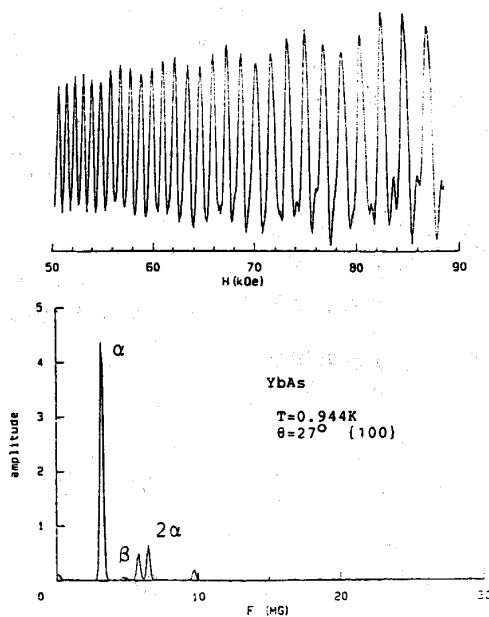 50 60 70 80 90
H (kOe)
5
α
4
YbAs
T=0.944K
3
θ=27° {100}
amplitude
2
2α
1
β
0 10 20 30
F (MG)